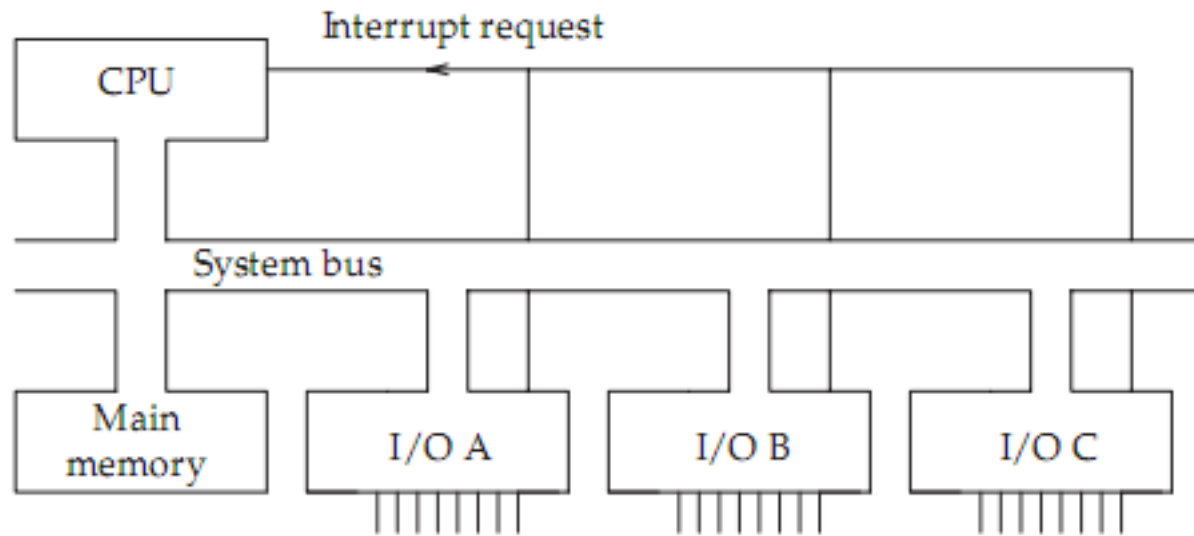 Interrupt request
CPU
System bus
Main
memory
I/O A
I/O B
I/O C